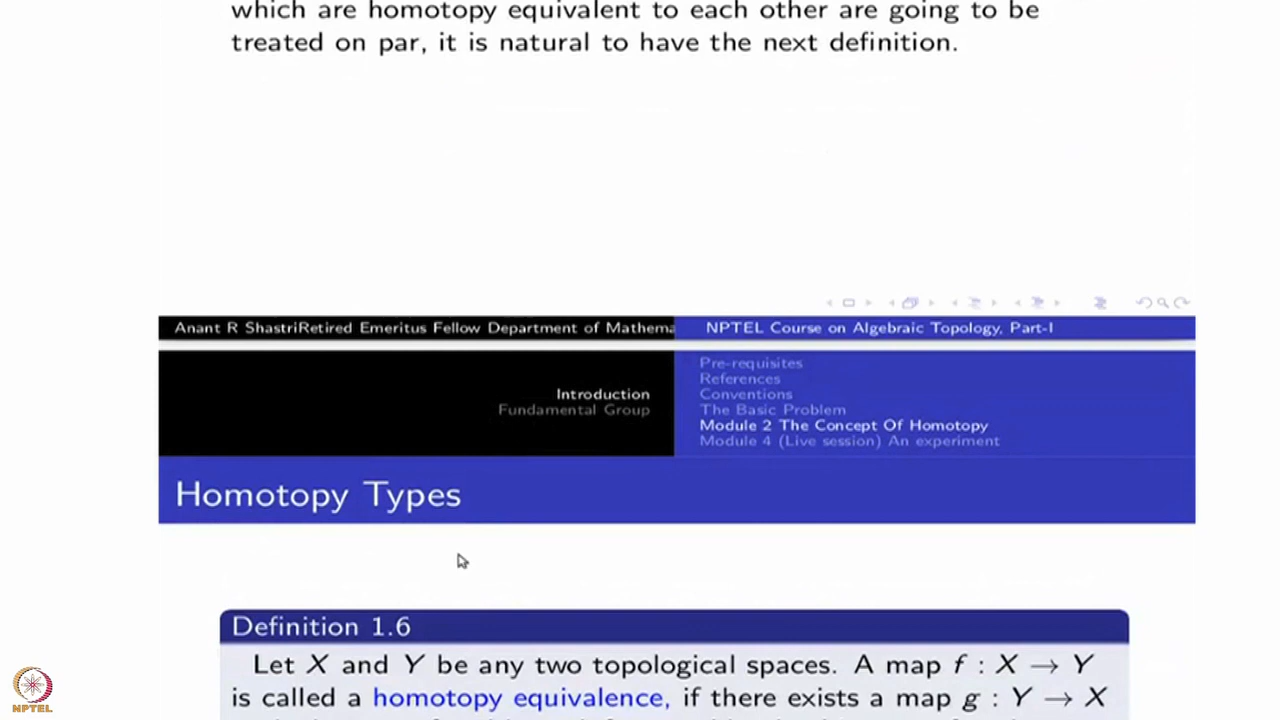 which are homotopy equivalent to each other are going to be
treated on par, it is natural to have the next definition.
Anant R ShastriRetired Emeritus Fellow Department of Mathema
NPTEL Course on Algebraic Topology, Part-I
Introduction
Fundamental Group
Pre-requisites
References
Conventions
The Basic Problem
Module 2 The Concept Of Homotopy
Module 4 (Live session) An experiment
Homotopy Types
Definition 1.6
Let X and Y be any two topological spaces. A map f : X → Y
is called a homotopy equivalence, if there exists a map g : Y → X
NPTEL